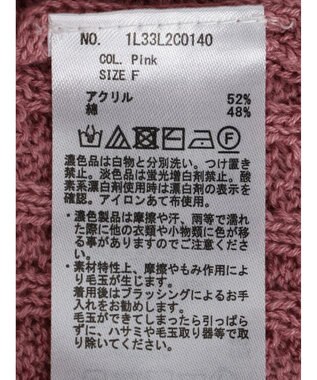 NO. 1L33L2C0140
COL. Pink
SIZE F
アクリル 52%
綿 48%
濃色品は白物と分別洗い。つけ置き
禁止。淡色品は蛍光増白剤禁止。酸
素系漂白剤使用時は漂白剤の表示を
確認。アイロンあて布使用。
・濃色製品は摩擦や汗、雨等で濡れ
た際に他の衣類や小物類に色が移
る事がありますのでご注意くださ
い。
・素材特性上、摩擦やもみ作用によ
り毛玉が生じます。
着用後はブラッシングによるお手
入れをお勧めします。
毛玉ができてしまったら引っぱら
ずに、ハサミや毛玉取り器等で取
り除いてください。